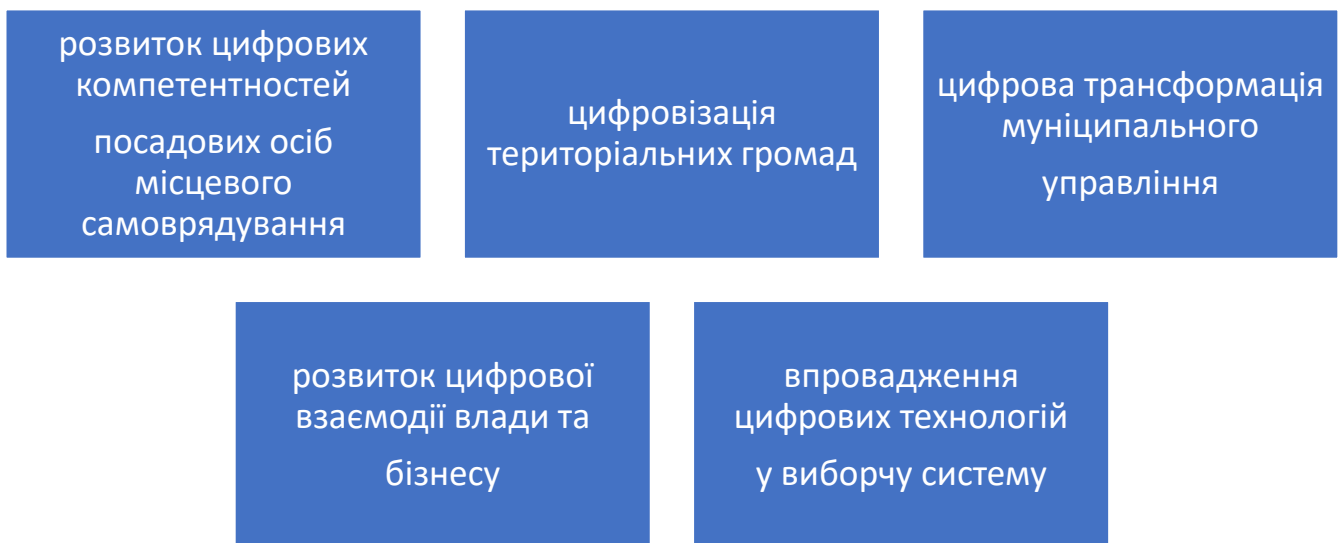 розвиток цифрових
компетентностей
посадових осіб
місцевого
самоврядування
цифровізація
територіальних громад
цифрова трансформація
муніципального
управління
розвиток цифрової
взаємодії влади та
бізнесу
впровадження
цифрових технологій
у виборчу систему